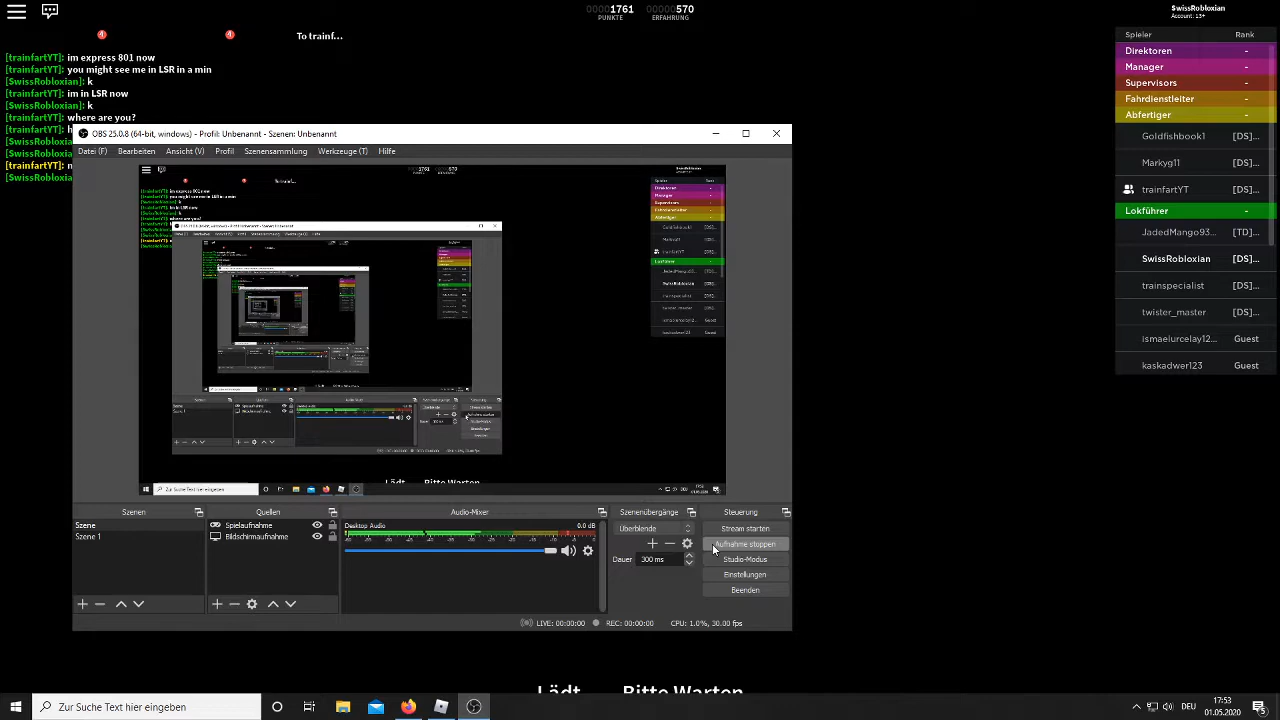 1761
PUNKTE
570
ERFAHRUNG
SwissRobloxian
Account: 13+
4
4
To trainf...
[trainfartYT]: im express 801 now
[trainfartYT]: you might see me in LSR in a min
[SwissRobloxian]: k
[trainfartYT]: im in LSR now
[SwissRobloxian]: k
[trainfartYT]: where are you?
Spieler Rank
Direktoren -
Manager -
Supervisors -
Fahrdienstleiter -
Abfertiger -
Goldfishbook1 [DS]...
Markyg11 [DS]...
trainfartYT [DS]...
Lokführer -
JadedMange93... [TD]...
SwissRobloxian [DS]...
trainspecialist [DS]...
twister_master [DS]...
ismaincrelay12... Guest
kaskadwer123 Guest
OBS 25.0.8 (64-bit, windows) - Profil: Unbenannt - Szenen: Unbenannt
Datei (F) Bearbeiten Ansicht (V) Profil Szenensammlung Werkzeuge (T) Hilfe
Szenen
Szene
Szene 1
Quellen
Spielaufnahme
Bildschirmaufnahme
Audio-Mixer
Desktop Audio 0.0 dB
Szenenübergänge
Überblende
Dauer 300 ms
Steuerung
Stream starten
Aufnahme stoppen
Studio-Modus
Einstellungen
Beenden
LIVE: 00:00:00 REC: 00:00:00 CPU: 1.0%, 30.00 fps
Lädt Bitte Warten
Zur Suche Text hier eingeben
DEU
17:53
01.05.2020